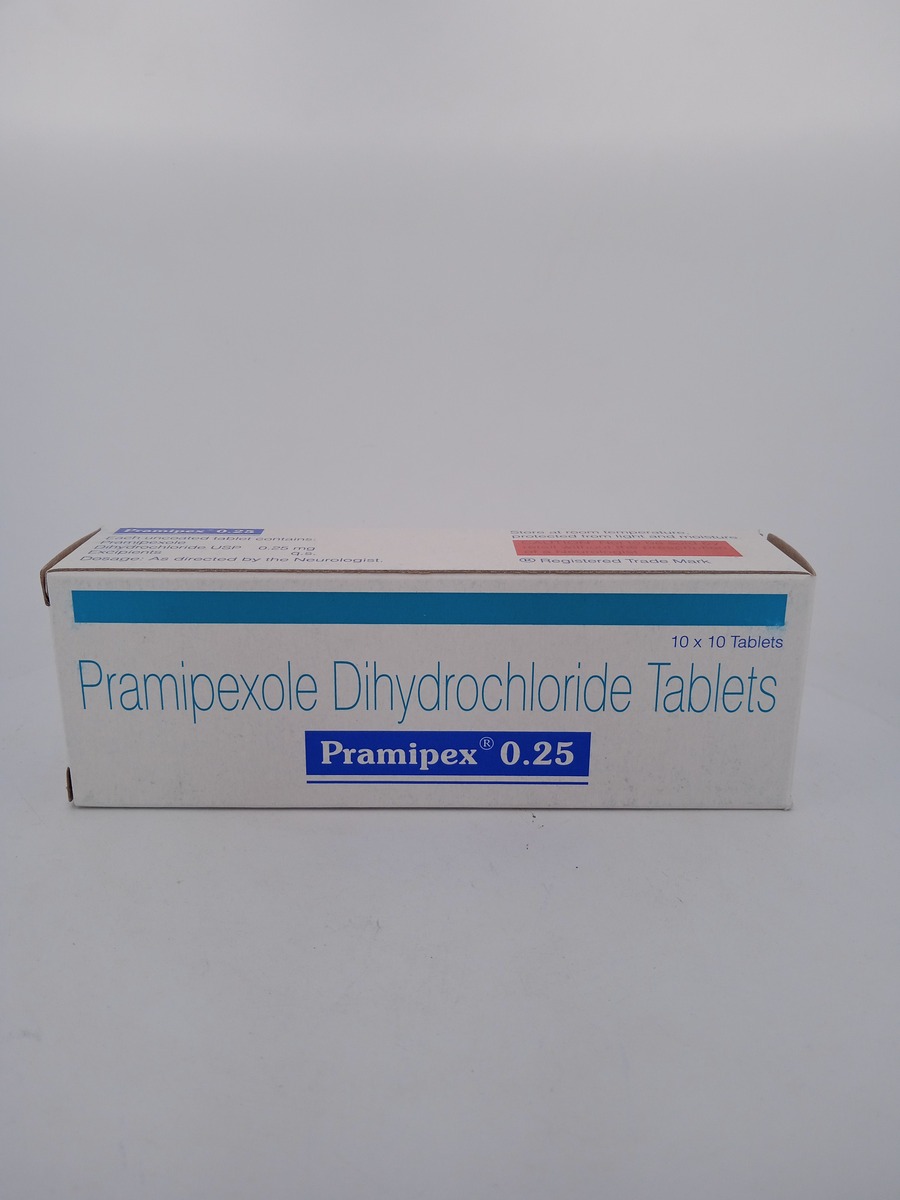 Pramipex® 0.25
Each uncoated tablet contains:
Pramipexole
Dihydrochloride USP 0.25 mg
Excipients q.s.
Dosage: As directed by the Neurologist.
Store at room temperature
protected from light and moisture.
® Registered Trade Mark.
10 x 10 Tablets
Pramipexole Dihydrochloride Tablets
Pramipex® 0.25